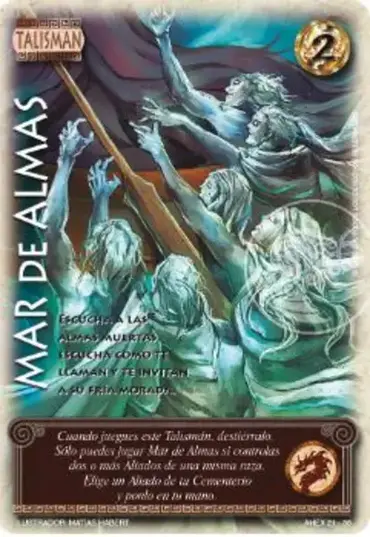 TALISMAN
2
MAR DE ALMAS
ESCUCHA A LAS
ALMAS MUERTAS
ESCUCHA COMO TE
LLAMAN Y TE INVITAN
A SU FRÍA MORADA.
Cuando juegues este Talismán, destiérralo.
Sólo puedes jugar Mar de Almas si controlas
dos o más Aliados de una misma raza.
Elige un Aliado de tu Cementerio
y ponlo en tu mano.
ILUSTRADOR: MATIAS HABERT